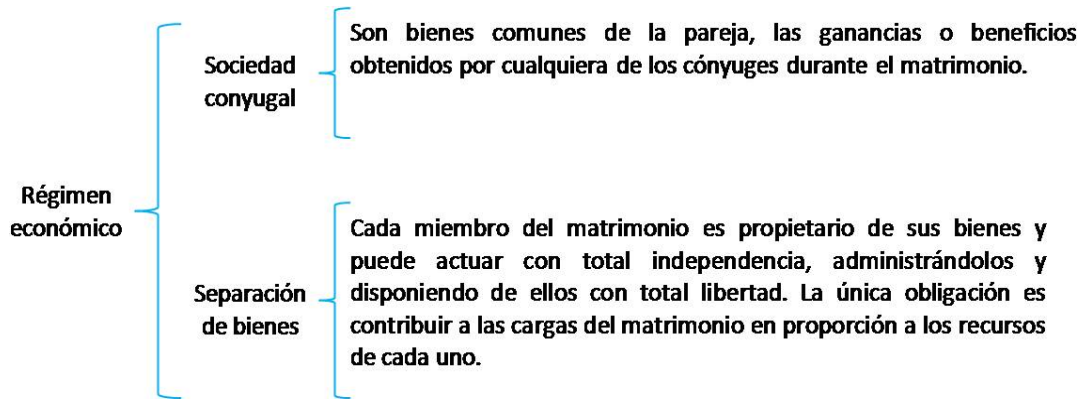 Régimen
económico
Sociedad
conyugal
Son bienes comunes de la pareja, las ganancias o beneficios
obtenidos por cualquiera de los cónyuges durante el matrimonio.
Separación
de bienes
Cada miembro del matrimonio es propietario de sus bienes y
puede actuar con total independencia, administrándolos y
disponiendo de ellos con total libertad. La única obligación es
contribuir a las cargas del matrimonio en proporción a los recursos
de cada uno.